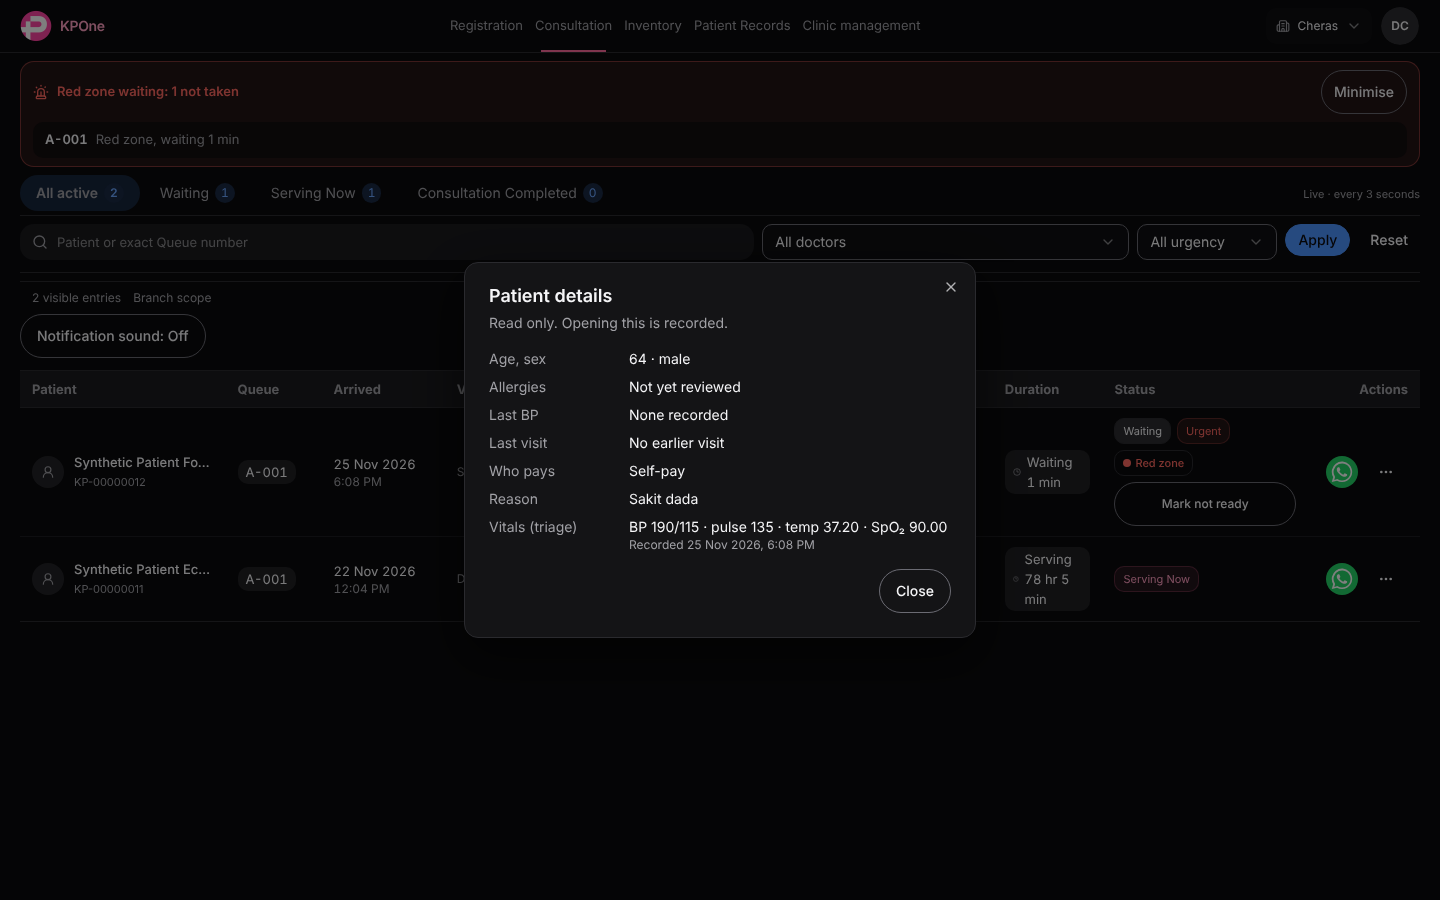 KPOne
Registration Consultation Inventory Patient Records Clinic management
Cheras
DC
Red zone waiting: 1 not taken
Minimise
A-001 Red zone, waiting 1 min
All active 2 Waiting 1 Serving Now 1 Consultation Completed 0
Live · every 3 seconds
Patient or exact Queue number
All doctors
All urgency
Apply
Reset
2 visible entries Branch scope
Notification sound: Off
Patient Queue Arrived V Duration Status Actions
Synthetic Patient Fo...
KP-00000012
A-001
25 Nov 2026
6:08 PM
S
Waiting
1 min
Waiting Urgent
Red zone
Mark not ready
Synthetic Patient Ec...
KP-00000011
A-001
22 Nov 2026
12:04 PM
D
Serving
78 hr 5
min
Serving Now
Patient details
Read only. Opening this is recorded.
Age, sex 64 · male
Allergies Not yet reviewed
Last BP None recorded
Last visit No earlier visit
Who pays Self-pay
Reason Sakit dada
Vitals (triage) BP 190/115 · pulse 135 · temp 37.20 · SpO₂ 90.00
Recorded 25 Nov 2026, 6:08 PM
Close